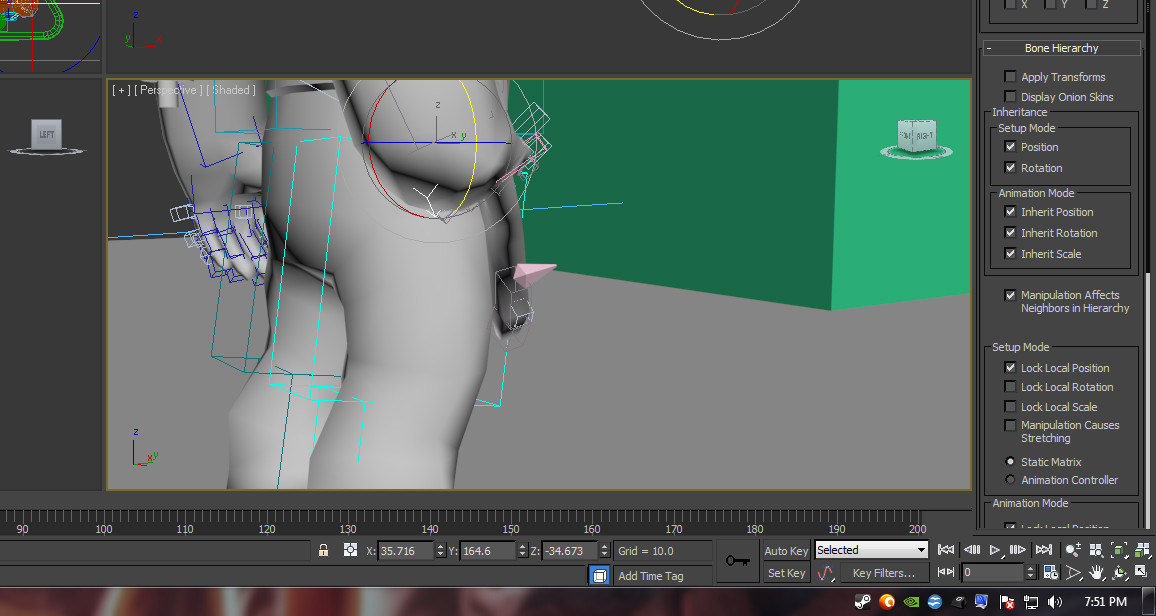 X Y Z
z
y x
- Bone Hierarchy
[ + ] [ Perspective ] [ Shaded ]
Apply Transforms
Display Onion Skins
Inheritance
Setup Mode
Position
Rotation
LEFT
RIGHT
z
x y
Animation Mode
Inherit Position
Inherit Rotation
Inherit Scale
Manipulation Affects
Neighbors in Hierarchy
Setup Mode
Lock Local Position
Lock Local Rotation
Lock Local Scale
Manipulation Causes
Stretching
Static Matrix
Animation Controller
z
x y
Animation Mode
Lock Local Position
90 100 110 120 130 140 150 160 170 180 190 200
X: 35.716 Y: 164.6 Z: -34.673 Grid = 10.0 Auto Key Selected
Add Time Tag Set Key Key Filters... 0
7:51 PM